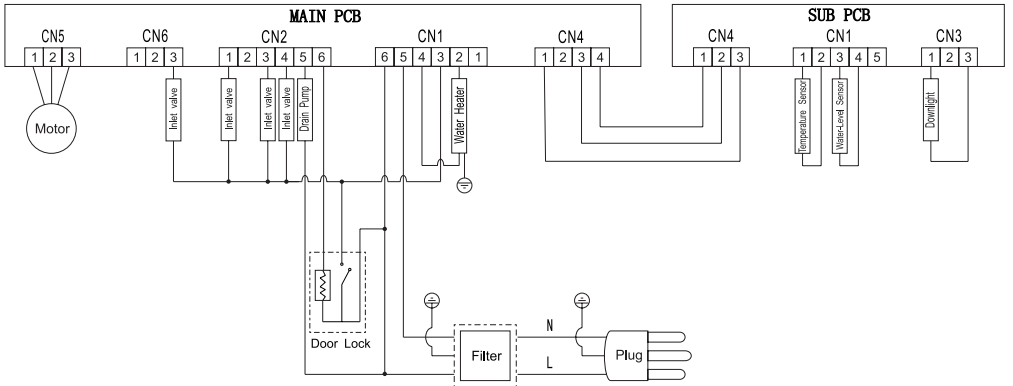 MAIN PCB
SUB PCB
CN5
CN6
CN2
CN1
CN4
CN4
CN1
CN3
1 2 3
1 2 3
1 2 3 4 5 6
6 5 4 3 2 1
1 2 3 4
1 2 3
1 2 3 4 5
1 2 3
Motor
Inlet valve
Inlet valve
Inlet valve
Inlet valve
Drain Pump
Water Heater
Temperature Sensor
Water-Level Sensor
Downlight
Door Lock
Filter
N
L
Plug